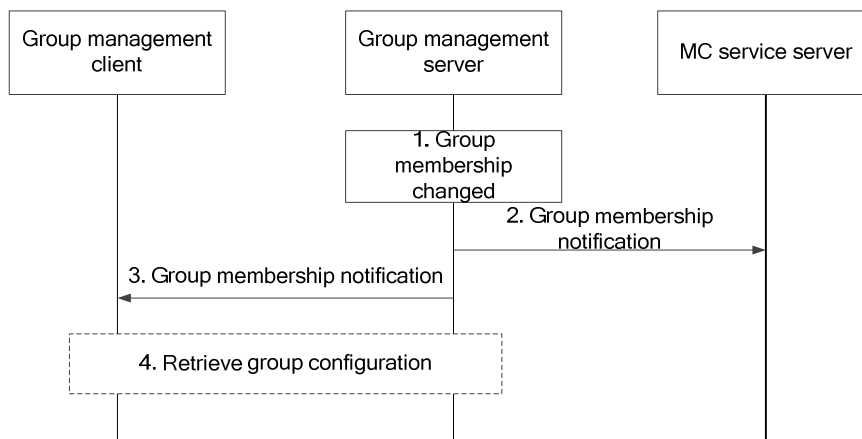 Group management
client
Group management
server
MC service server
1. Group
membership
changed
2. Group membership
notification
3. Group membership notification
4. Retrieve group configuration